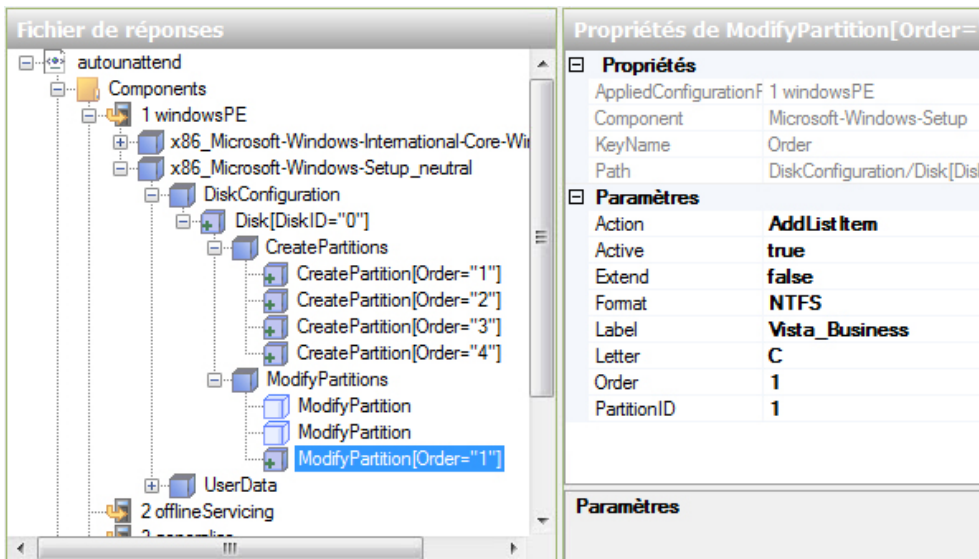 Fichier de réponses
autounattend
Components
1 windowsPE
x86_Microsoft-Windows-International-Core-Wi
x86_Microsoft-Windows-Setup_neutral
DiskConfiguration
Disk[DiskID="0"]
CreatePartitions
CreatePartition[Order="1"]
CreatePartition[Order="2"]
CreatePartition[Order="3"]
CreatePartition[Order="4"]
ModifyPartitions
ModifyPartition
ModifyPartition
ModifyPartition[Order="1"]
UserData
2 offlineServicing
Propriétés de ModifyPartition[Order=
Propriétés
AppliedConfigurationF 1 windowsPE
Component Microsoft-Windows-Setup
KeyName Order
Path DiskConfiguration/Disk[Dis
Paramètres
Action AddListItem
Active true
Extend false
Format NTFS
Label Vista_Business
Letter C
Order 1
PartitionID 1
Paramètres